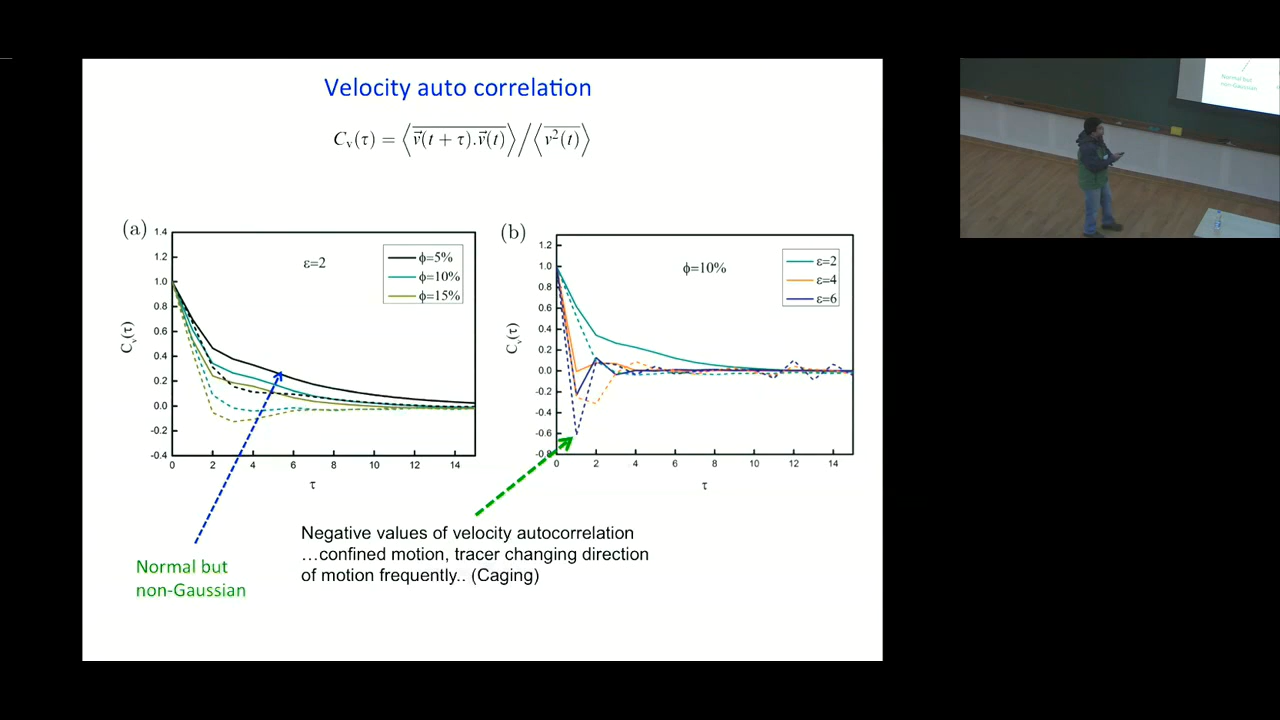 Velocity auto correlation
C_v(τ) = ⟨v⃗(t + τ).v⃗(t)⟩ / ⟨v²(t)⟩
(a)
1.4
1.2
1.0
0.8
0.6
0.4
0.2
0.0
-0.2
-0.4
C_v(τ)
ε=2
ϕ=5%
ϕ=10%
ϕ=15%
0 2 4 6 8 10 12 14
τ
(b)
1.2
1.0
0.8
0.6
0.4
0.2
0.0
-0.2
-0.4
-0.6
C_v(τ)
ϕ=10%
ε=2
ε=4
ε=6
0 2 4 6 8 10 12 14
τ
Negative values of velocity autocorrelation
…confined motion, tracer changing direction
of motion frequently.. (Caging)
Normal but
non-Gaussian
Normal but
non-Gaussian